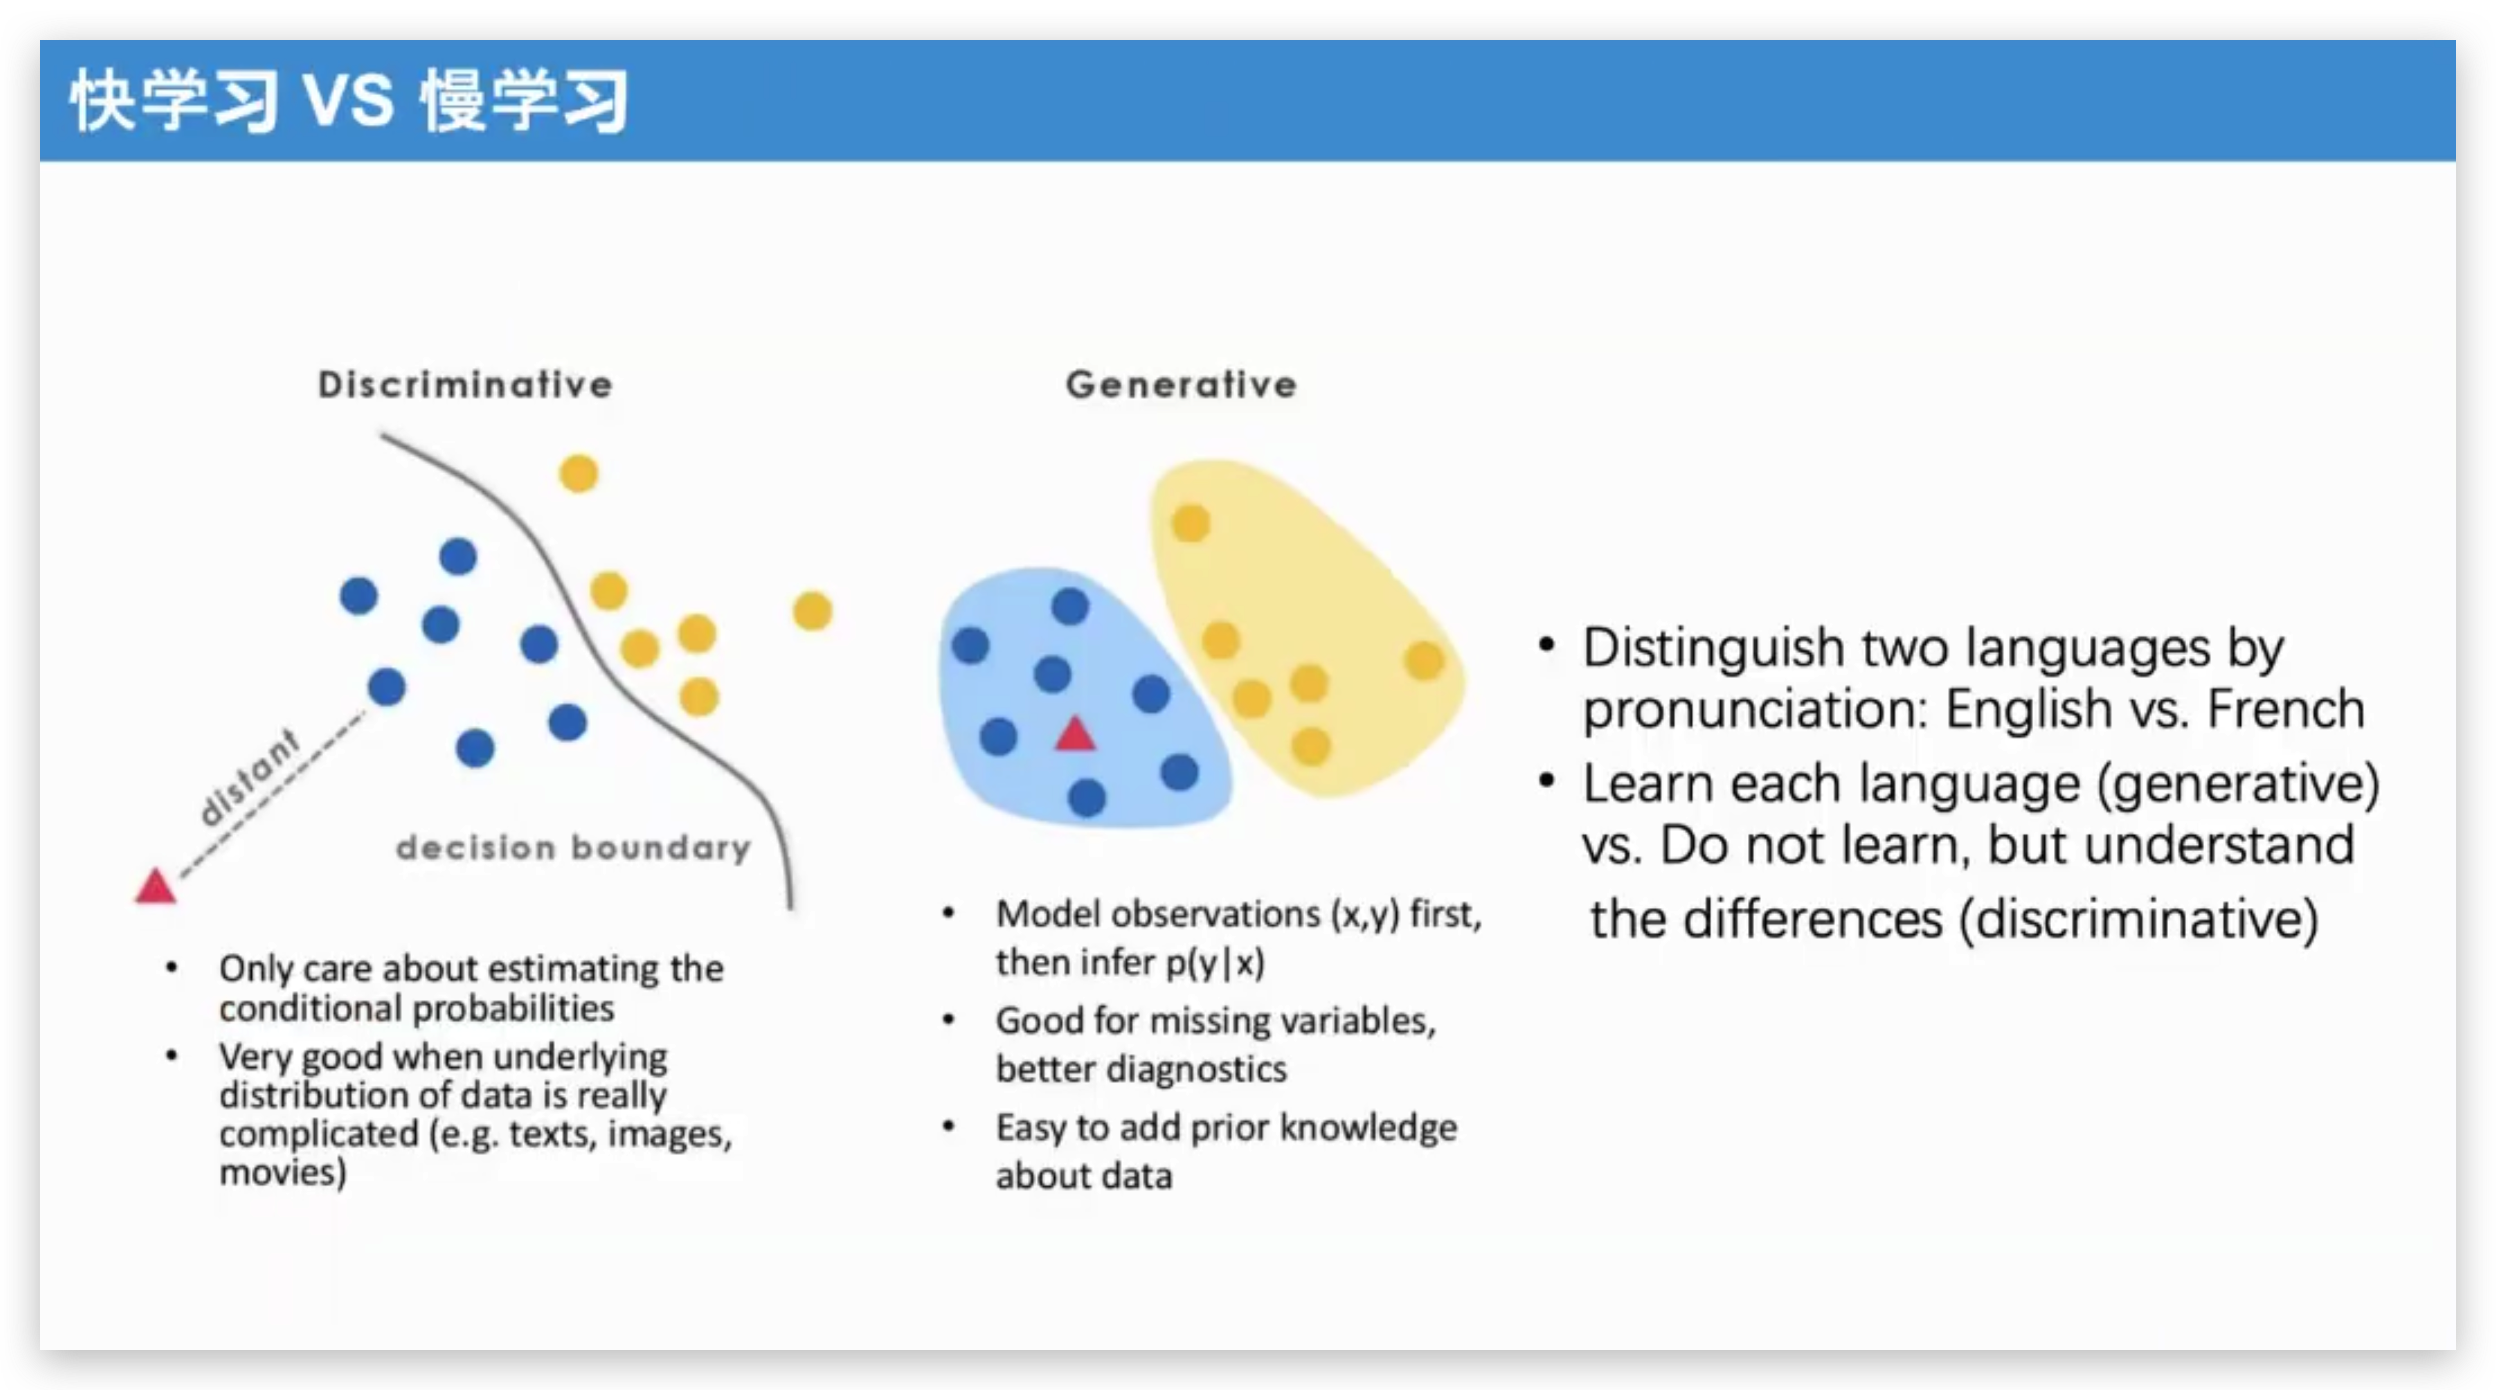 快学习 VS 慢学习
Discriminative
distant
decision boundary
• Only care about estimating the
conditional probabilities
• Very good when underlying
distribution of data is really
complicated (e.g. texts, images,
movies)
Generative
• Model observations (x,y) first,
then infer p(y|x)
• Good for missing variables,
better diagnostics
• Easy to add prior knowledge
about data
• Distinguish two languages by
pronunciation: English vs. French
• Learn each language (generative)
vs. Do not learn, but understand
the differences (discriminative)